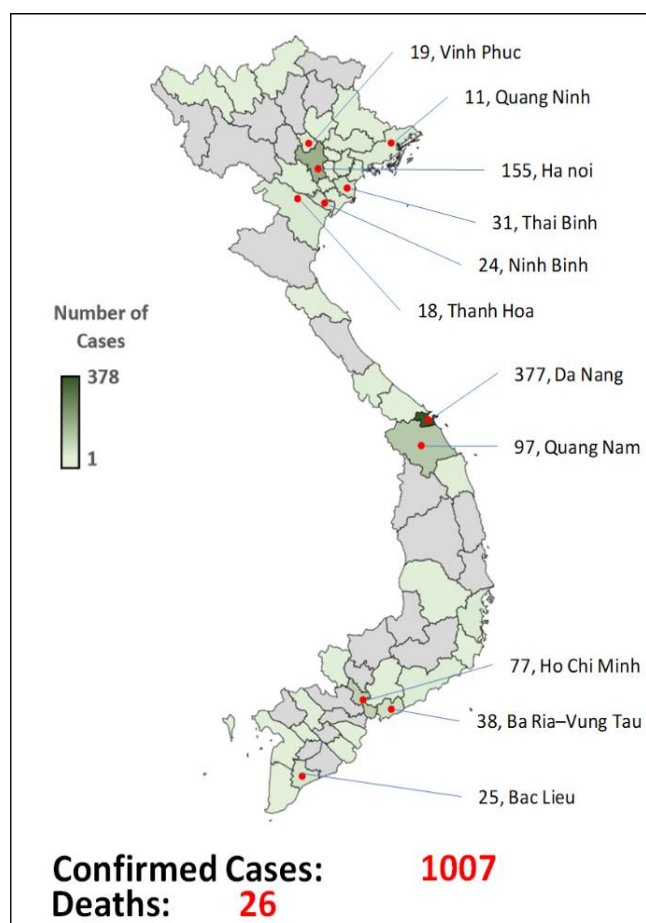 19, Vinh Phuc
11, Quang Ninh
155, Ha noi
31, Thai Binh
24, Ninh Binh
18, Thanh Hoa
Number of
Cases
378
1
377, Da Nang
97, Quang Nam
77, Ho Chi Minh
38, Ba Ria–Vung Tau
25, Bac Lieu
Confirmed Cases: 1007
Deaths: 26